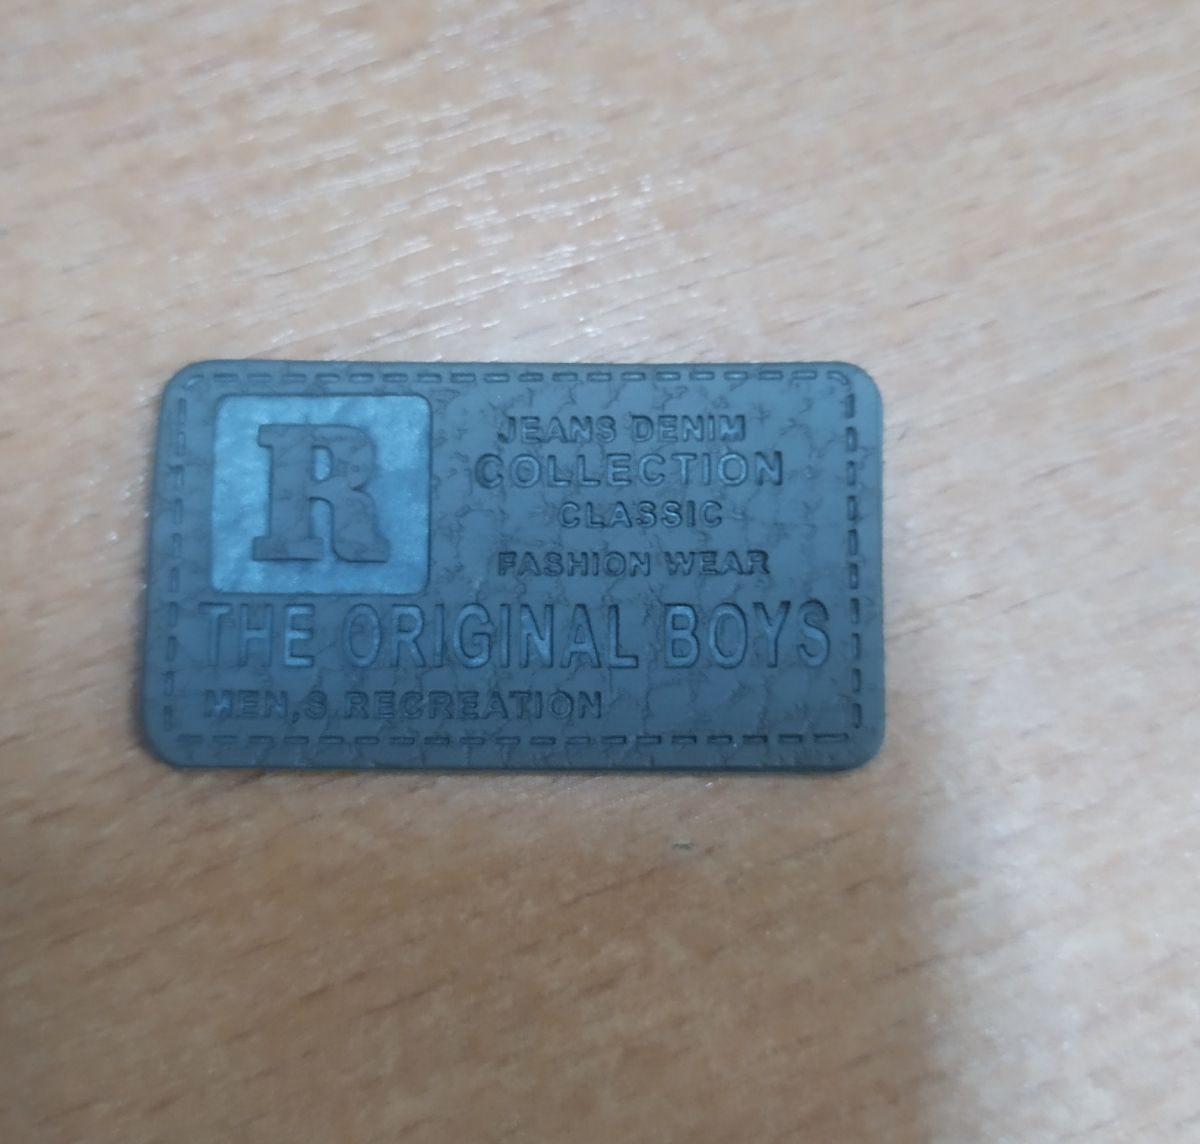 R
JEANS DENIM
COLLECTION
CLASSIC
FASHION WEAR
THE ORIGINAL BOYS
MEN,S RECREATION